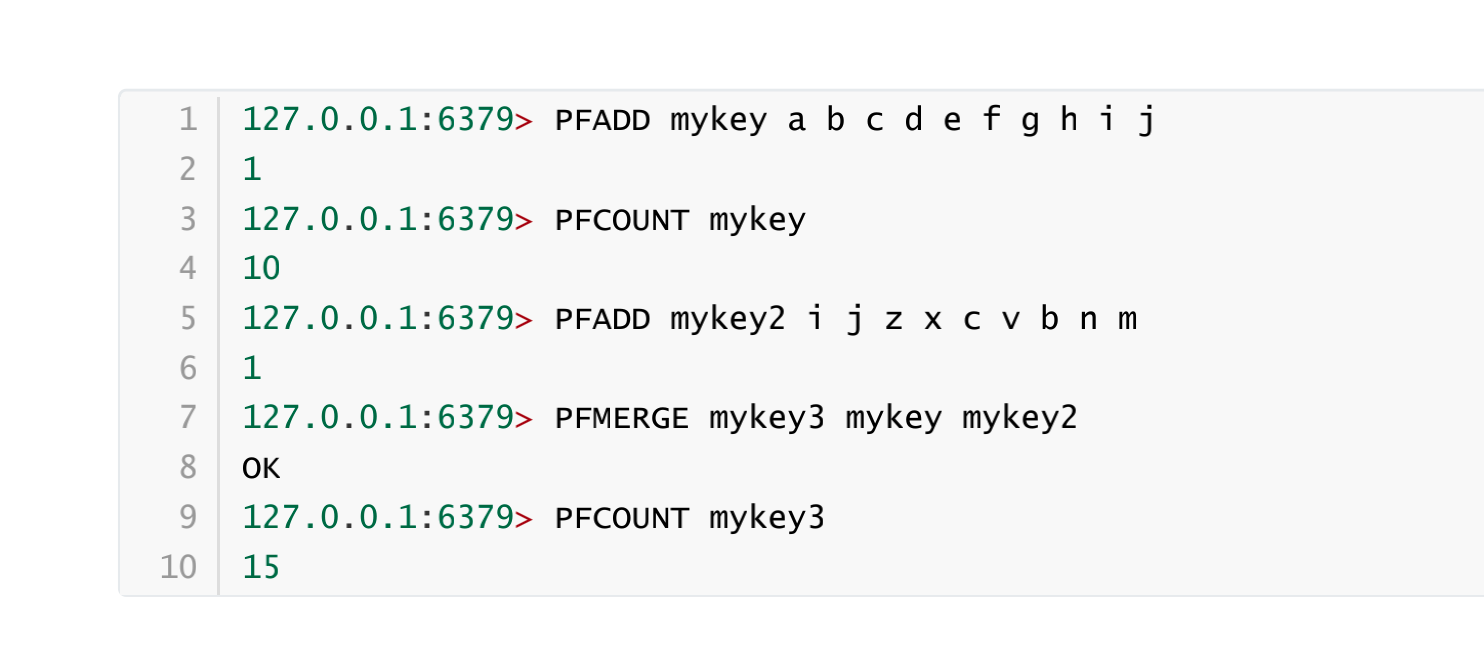 1 127.0.0.1:6379> PFADD mykey a b c d e f g h i j
2 1
3 127.0.0.1:6379> PFCOUNT mykey
4 10
5 127.0.0.1:6379> PFADD mykey2 i j z x c v b n m
6 1
7 127.0.0.1:6379> PFMERGE mykey3 mykey mykey2
8 OK
9 127.0.0.1:6379> PFCOUNT mykey3
10 15